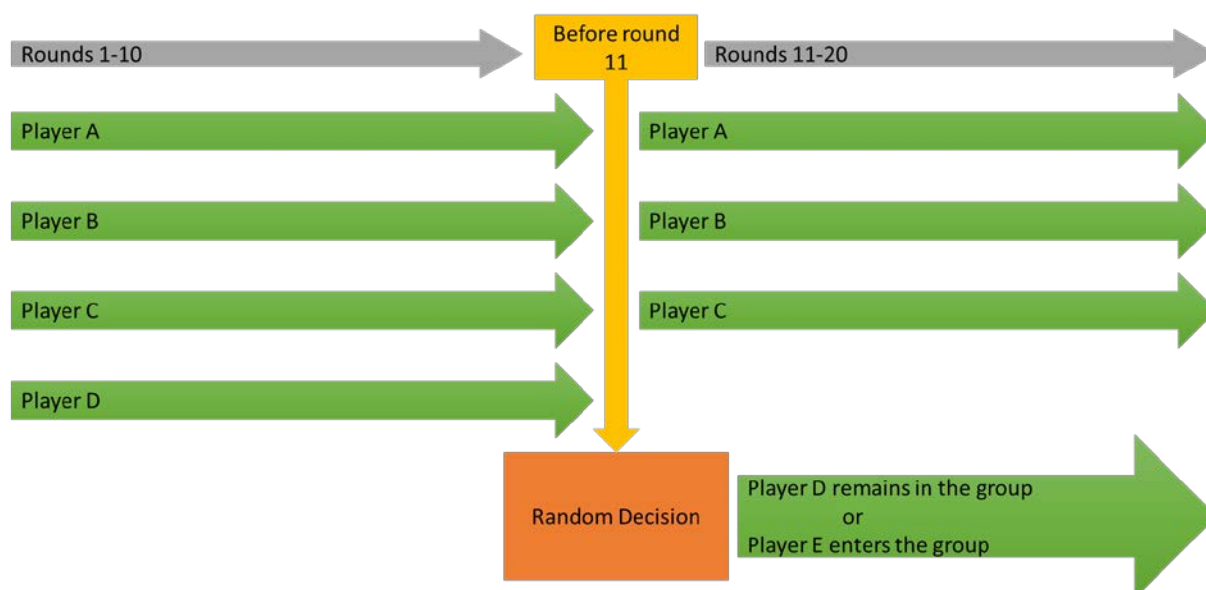 Rounds 1-10
Before round
11
Rounds 11-20
Player A
Player A
Player B
Player B
Player C
Player C
Player D
Random Decision
Player D remains in the group
or
Player E enters the group